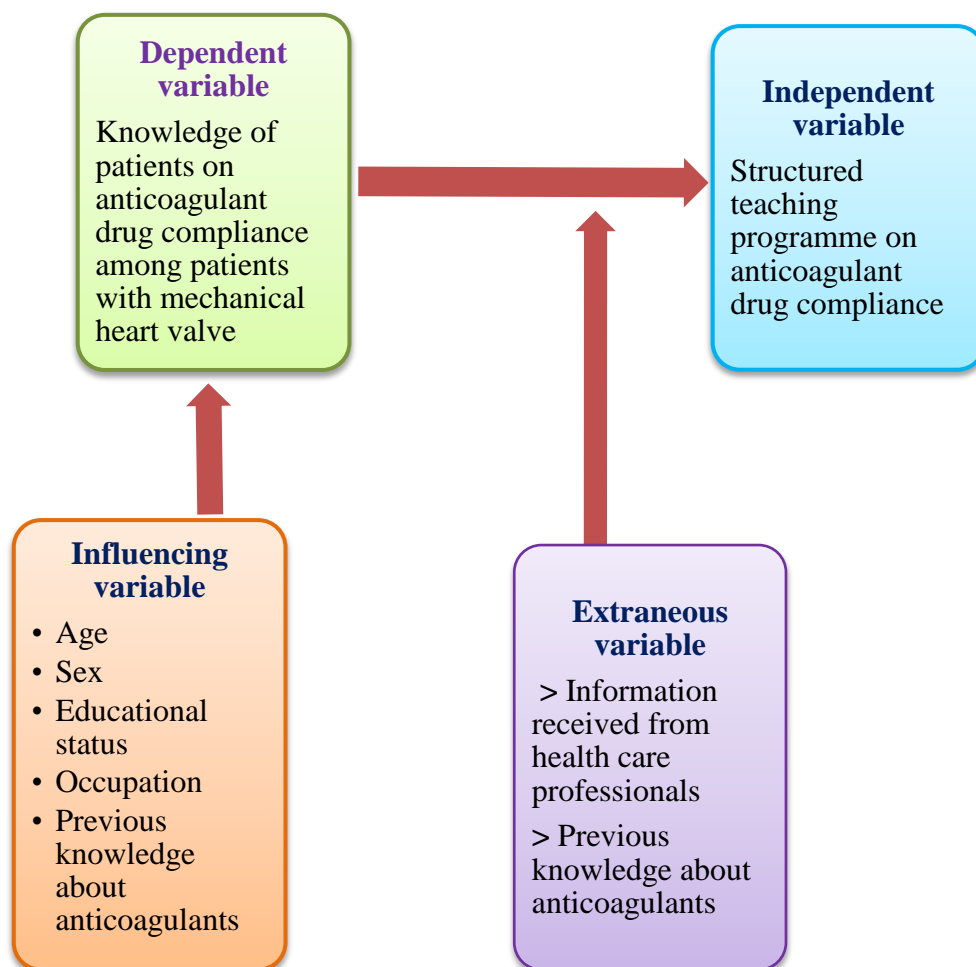 Dependent
variable
Knowledge of
patients on
anticoagulant
drug compliance
among patients
with mechanical
heart valve
Independent
variable
Structured
teaching
programme on
anticoagulant
drug compliance
Influencing
variable
• Age
• Sex
• Educational
status
• Occupation
• Previous
knowledge
about
anticoagulants
Extraneous
variable
> Information
received from
health care
professionals
> Previous
knowledge about
anticoagulants